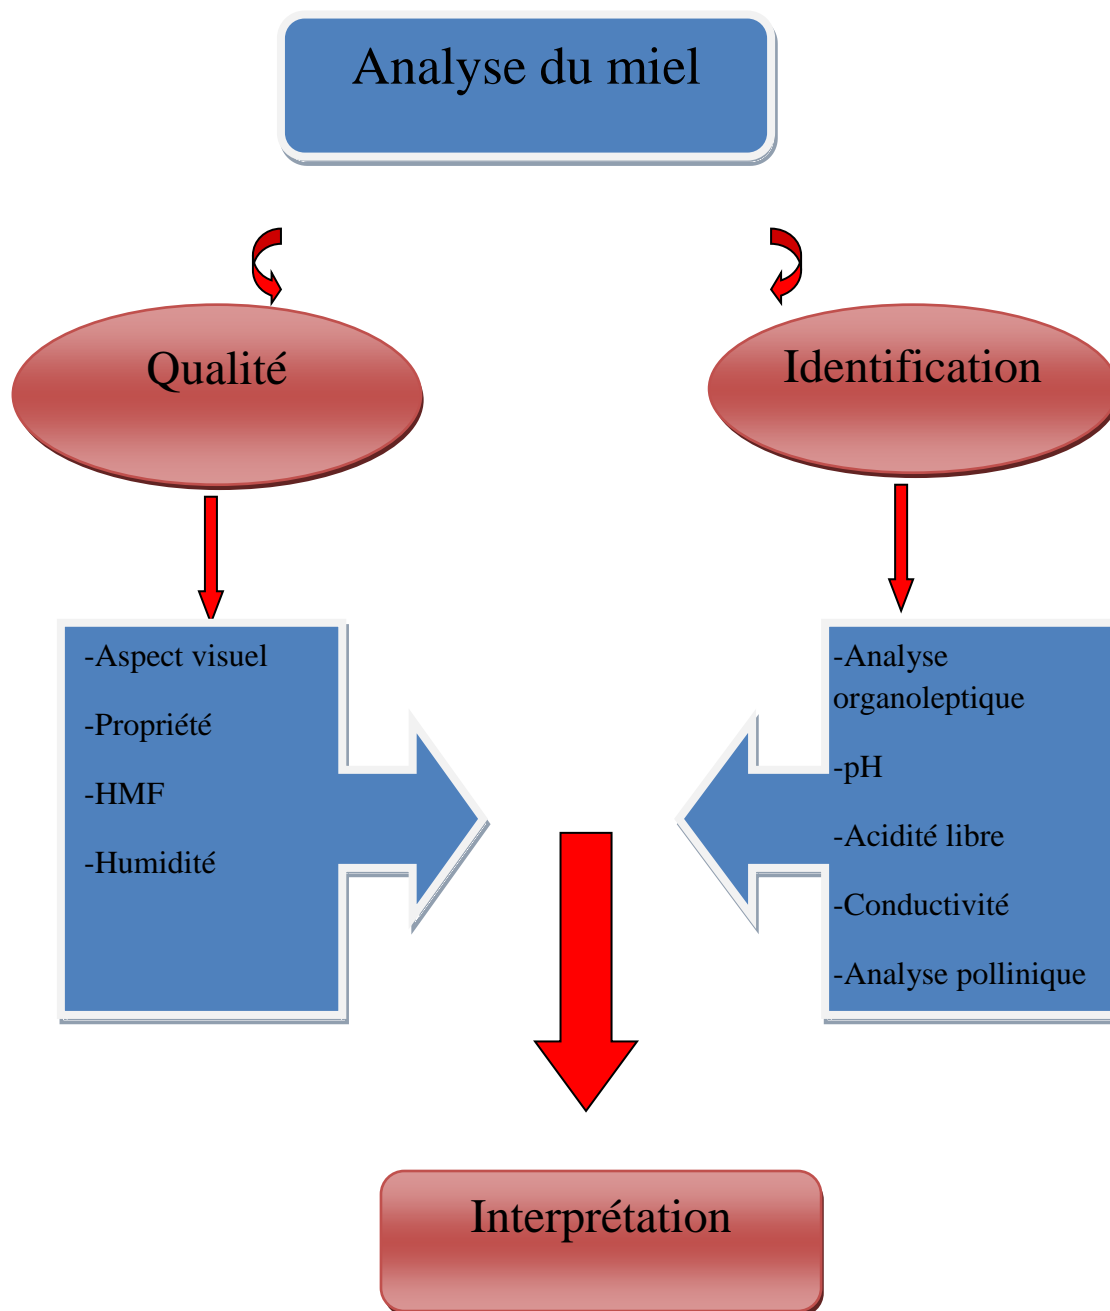 Analyse du miel
Qualité
Identification
-Aspect visuel
-Propriété
-HMF
-Humidité
-Analyse
organoleptique
-pH
-Acidité libre
-Conductivité
-Analyse pollinique
Interprétation